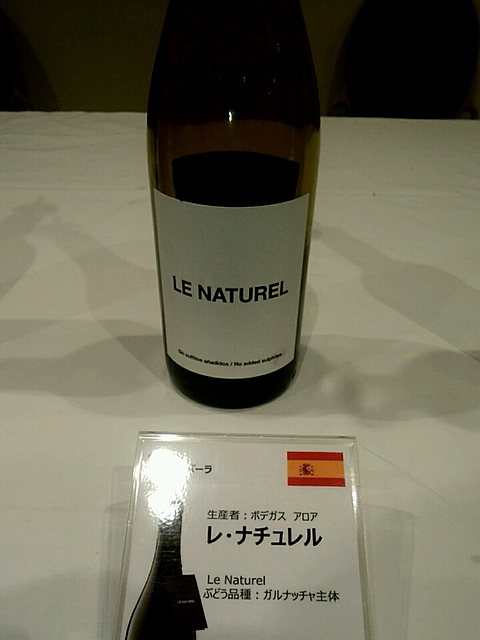 LE NATUREL
Sin sulfitos añadidos / No added sulphites
ーラ
生産者：ボデガス アロア
レ・ナチュレル
Le Naturel
ぶどう品種：ガルナッチャ主体
LE NATUREL